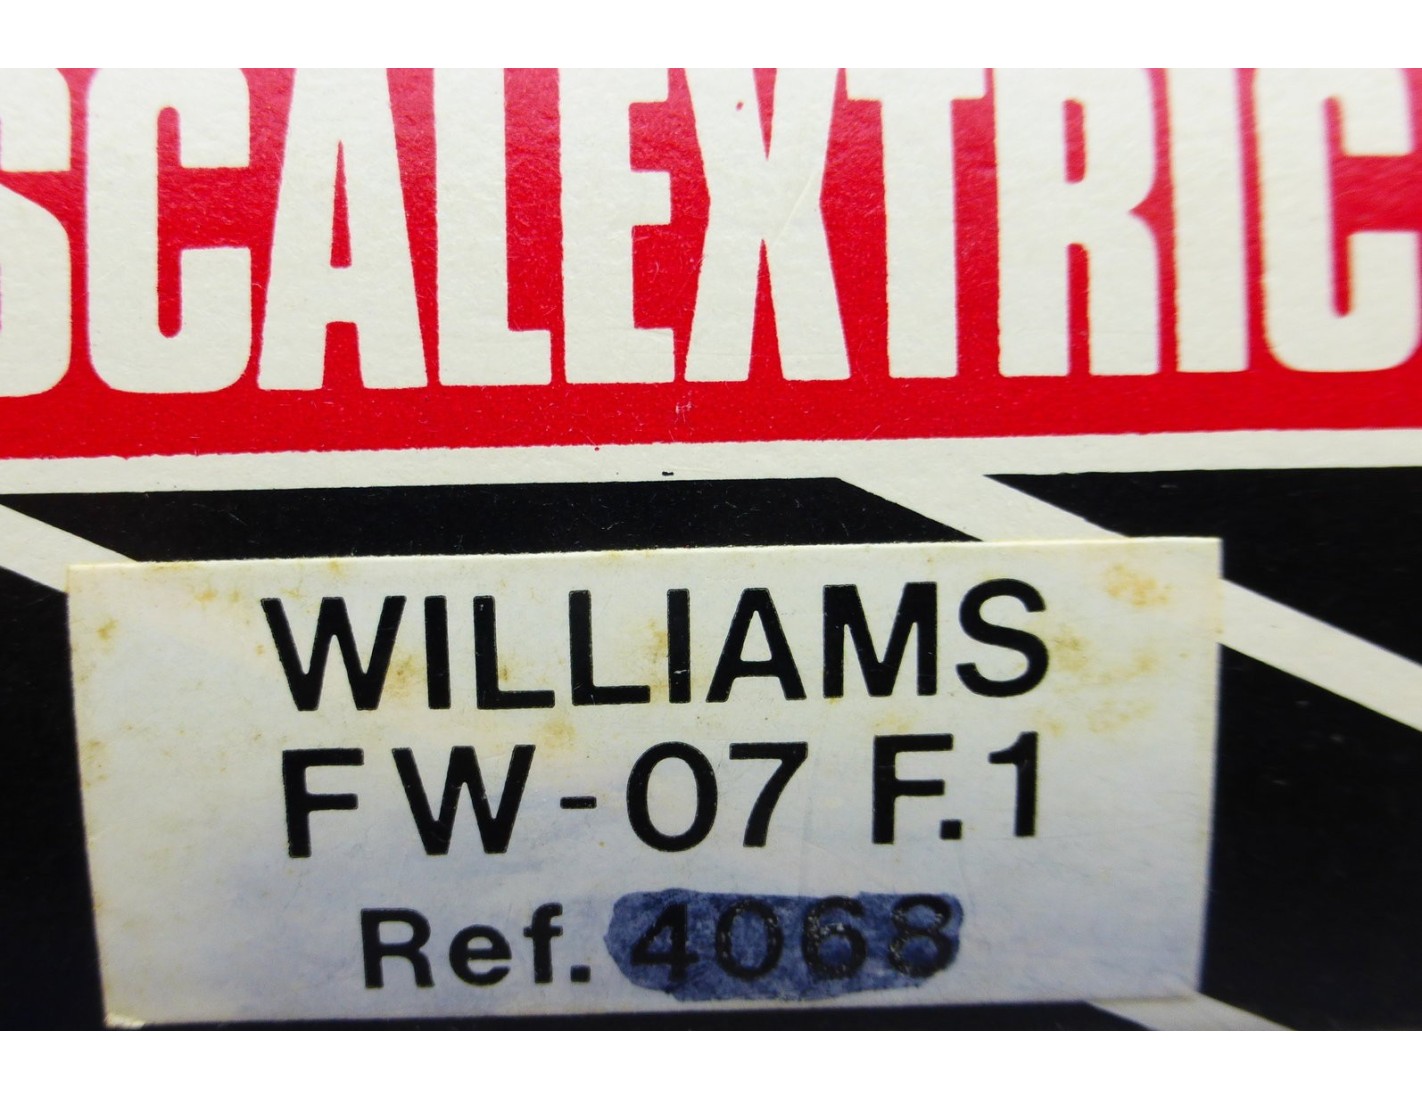 SCALEXTRIC
WILLIAMS
FW-07 F.1
Ref. 4068